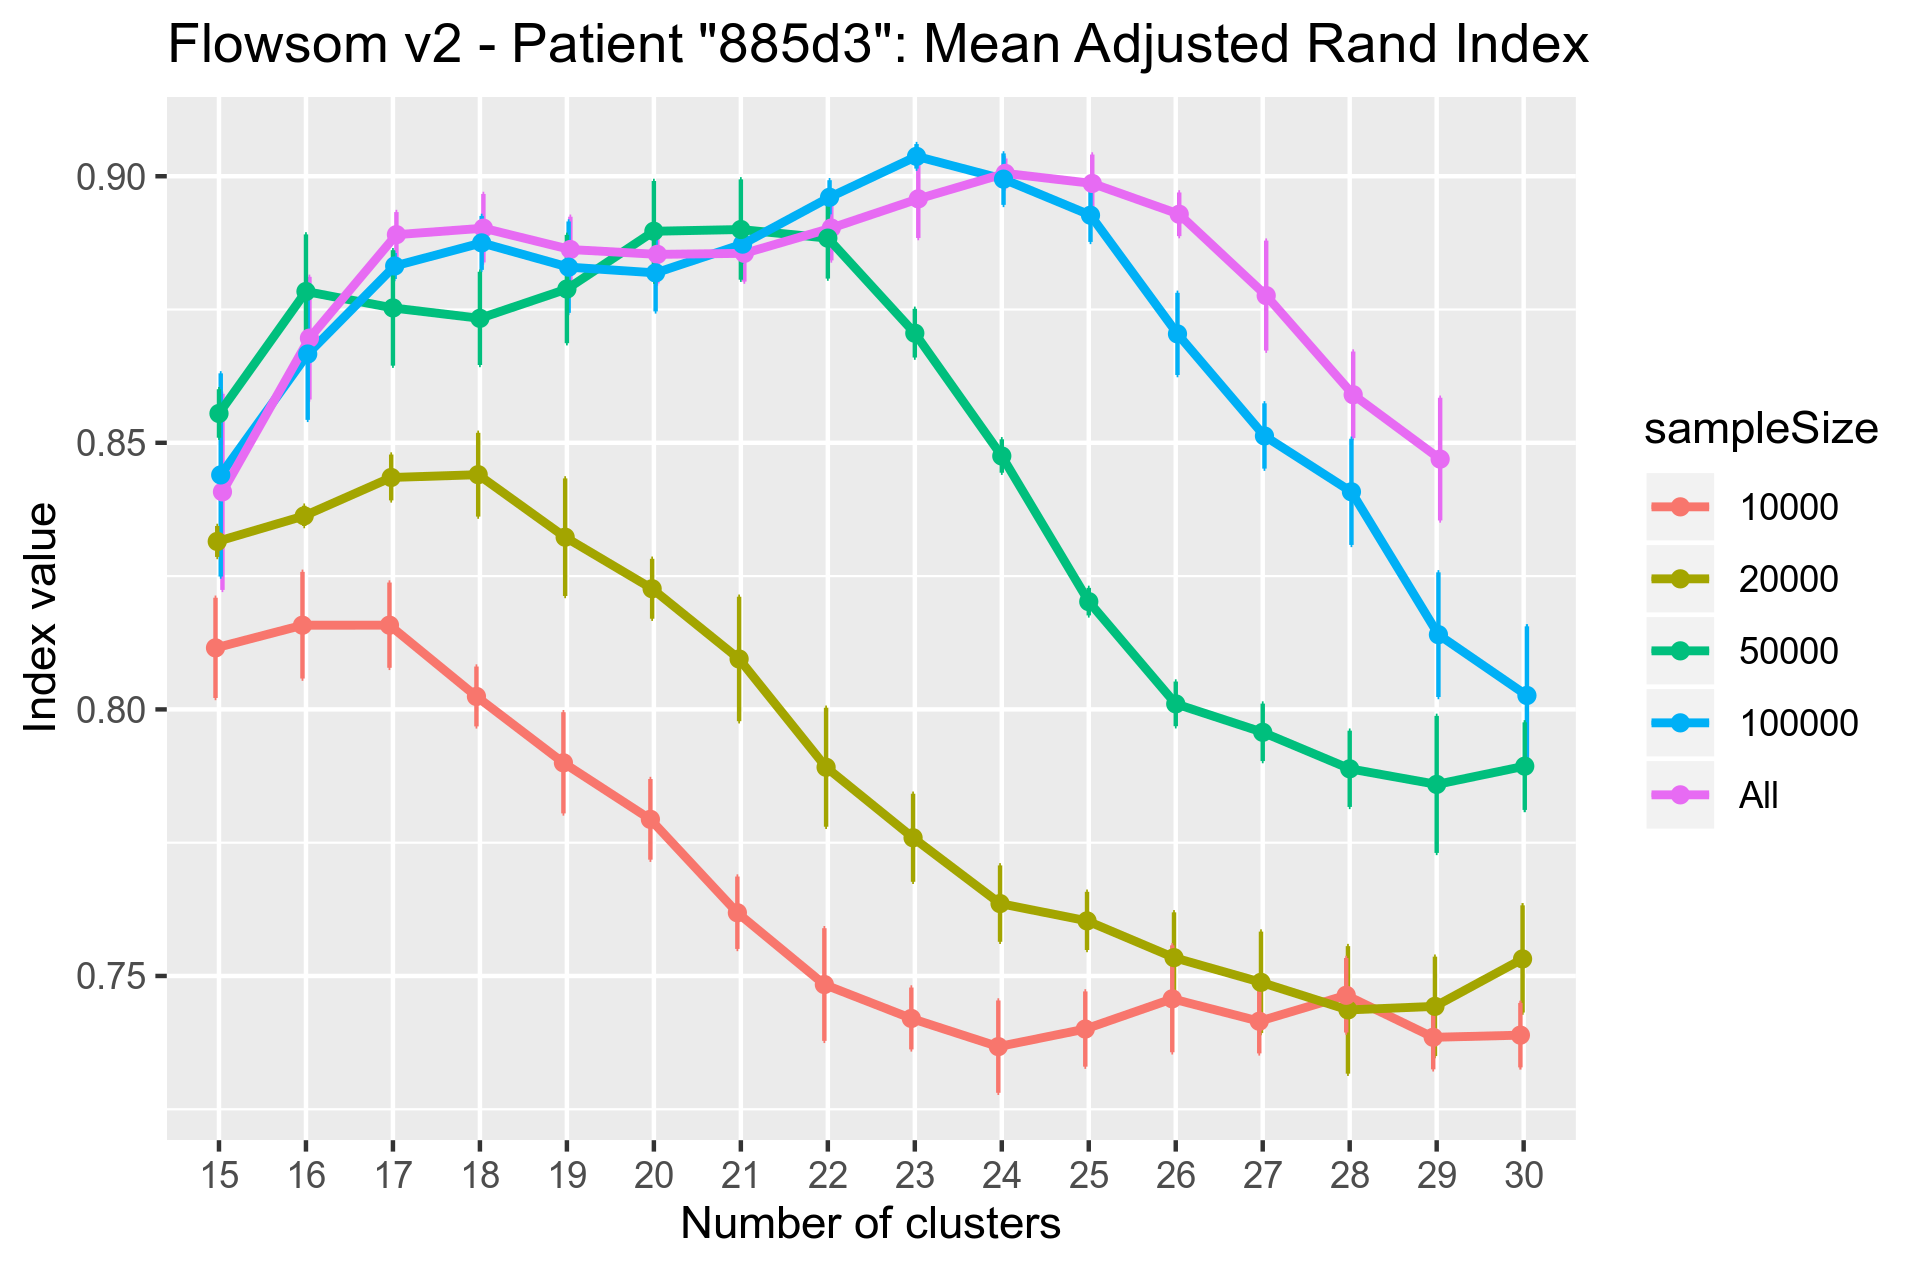 Flowsom v2 - Patient "885d3": Mean Adjusted Rand Index
0.90
0.85
0.80
0.75
Index value
15 16 17 18 19 20 21 22 23 24 25 26 27 28 29 30
Number of clusters
sampleSize
10000
20000
50000
100000
All